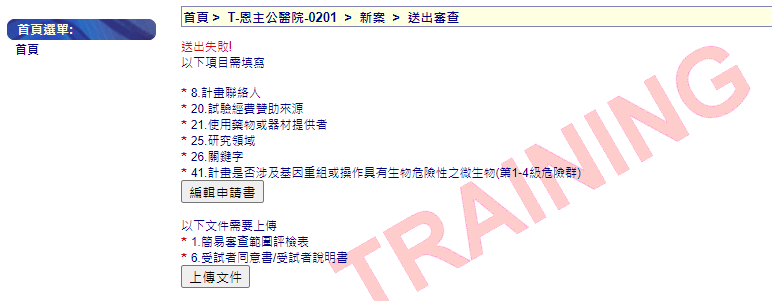 首頁選單:
首頁
首頁 > T-恩主公醫院-0201 > 新案 > 送出審查
送出失敗!
以下項目需填寫
* 8.計畫聯絡人
* 20.試驗經費贊助來源
* 21.使用藥物或器材提供者
* 25.研究領域
* 26.關鍵字
* 41.計畫是否涉及基因重組或操作具有生物危險性之微生物(第1-4級危險群)
編輯申請書
以下文件需要上傳
* 1.簡易審查範圍評檢表
* 6.受試者同意書/受試者說明書
上傳文件
TRAINING